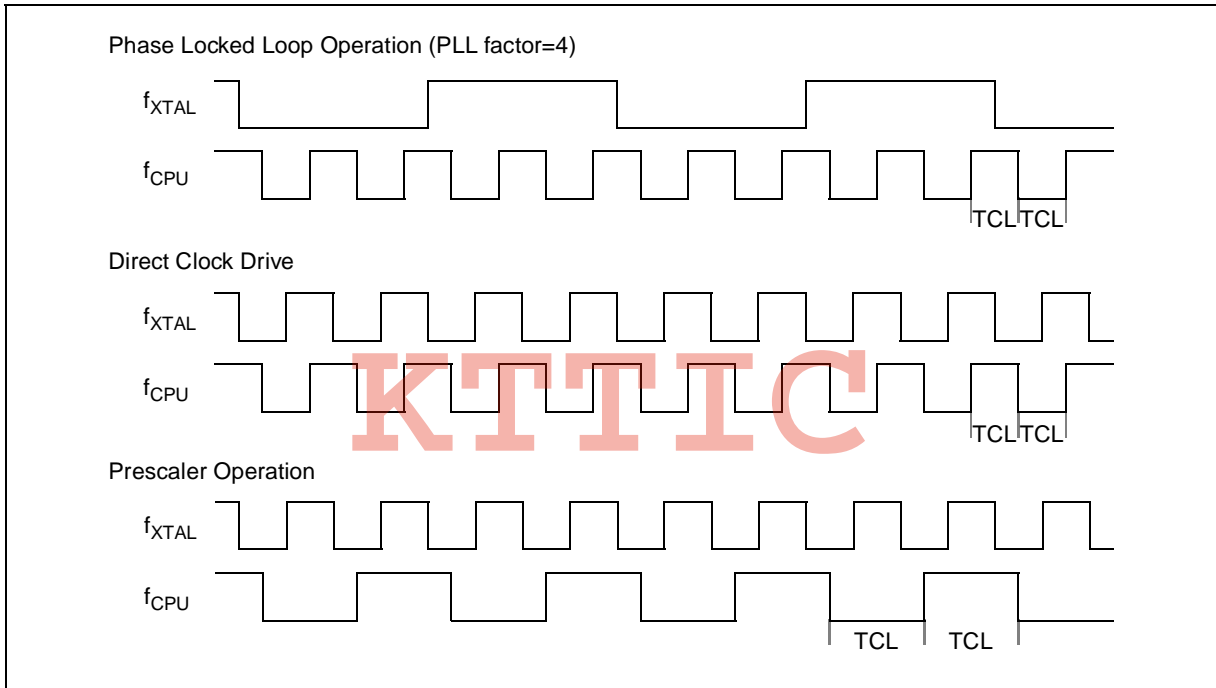 Phase Locked Loop Operation (PLL factor=4)
fXTAL
fCPU
TCL TCL
Direct Clock Drive
fXTAL
fCPU
TCL TCL
KTTIC
Prescaler Operation
fXTAL
fCPU
TCL TCL